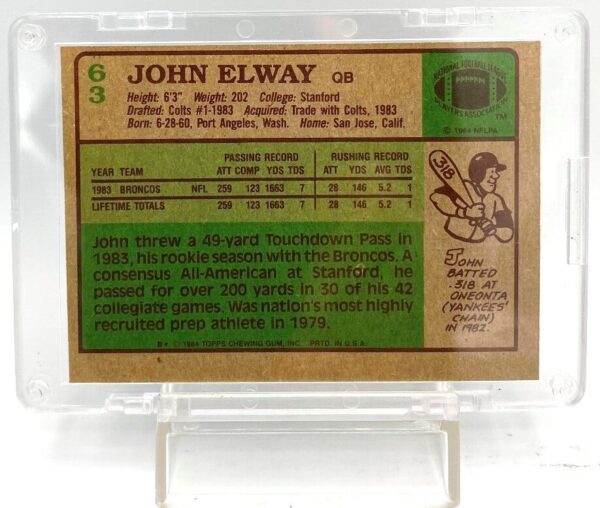 63
JOHN ELWAY QB
Height: 6'3" Weight: 202 College: Stanford
Drafted: Colts #1-1983 Acquired: Trade with Colts, 1983
Born: 6-28-60, Port Angeles, Wash. Home: San Jose, Calif.
NATIONAL FOOTBALL LEAGUE
PLAYERS ASSOCIATION
TM
© 1984 NFLPA
PASSING RECORD RUSHING RECORD
YEAR TEAM ATT COMP YDS TDS ATT YDS AVG TDS
1983 BRONCOS NFL 259 123 1663 7 28 146 5.2 1
LIFETIME TOTALS 259 123 1663 7 28 146 5.2 1
John threw a 49-yard Touchdown Pass in
1983, his rookie season with the Broncos. A
consensus All-American at Stanford, he
passed for over 200 yards in 30 of his 42
collegiate games. Was nation's most highly
recruited prep athlete in 1979.
.318
JOHN
BATTED
.318 AT
ONEONTA
(YANKEES'
CHAIN)
IN 1982.
B* © 1984 TOPPS CHEWING GUM, INC. PRTD. IN U.S.A.